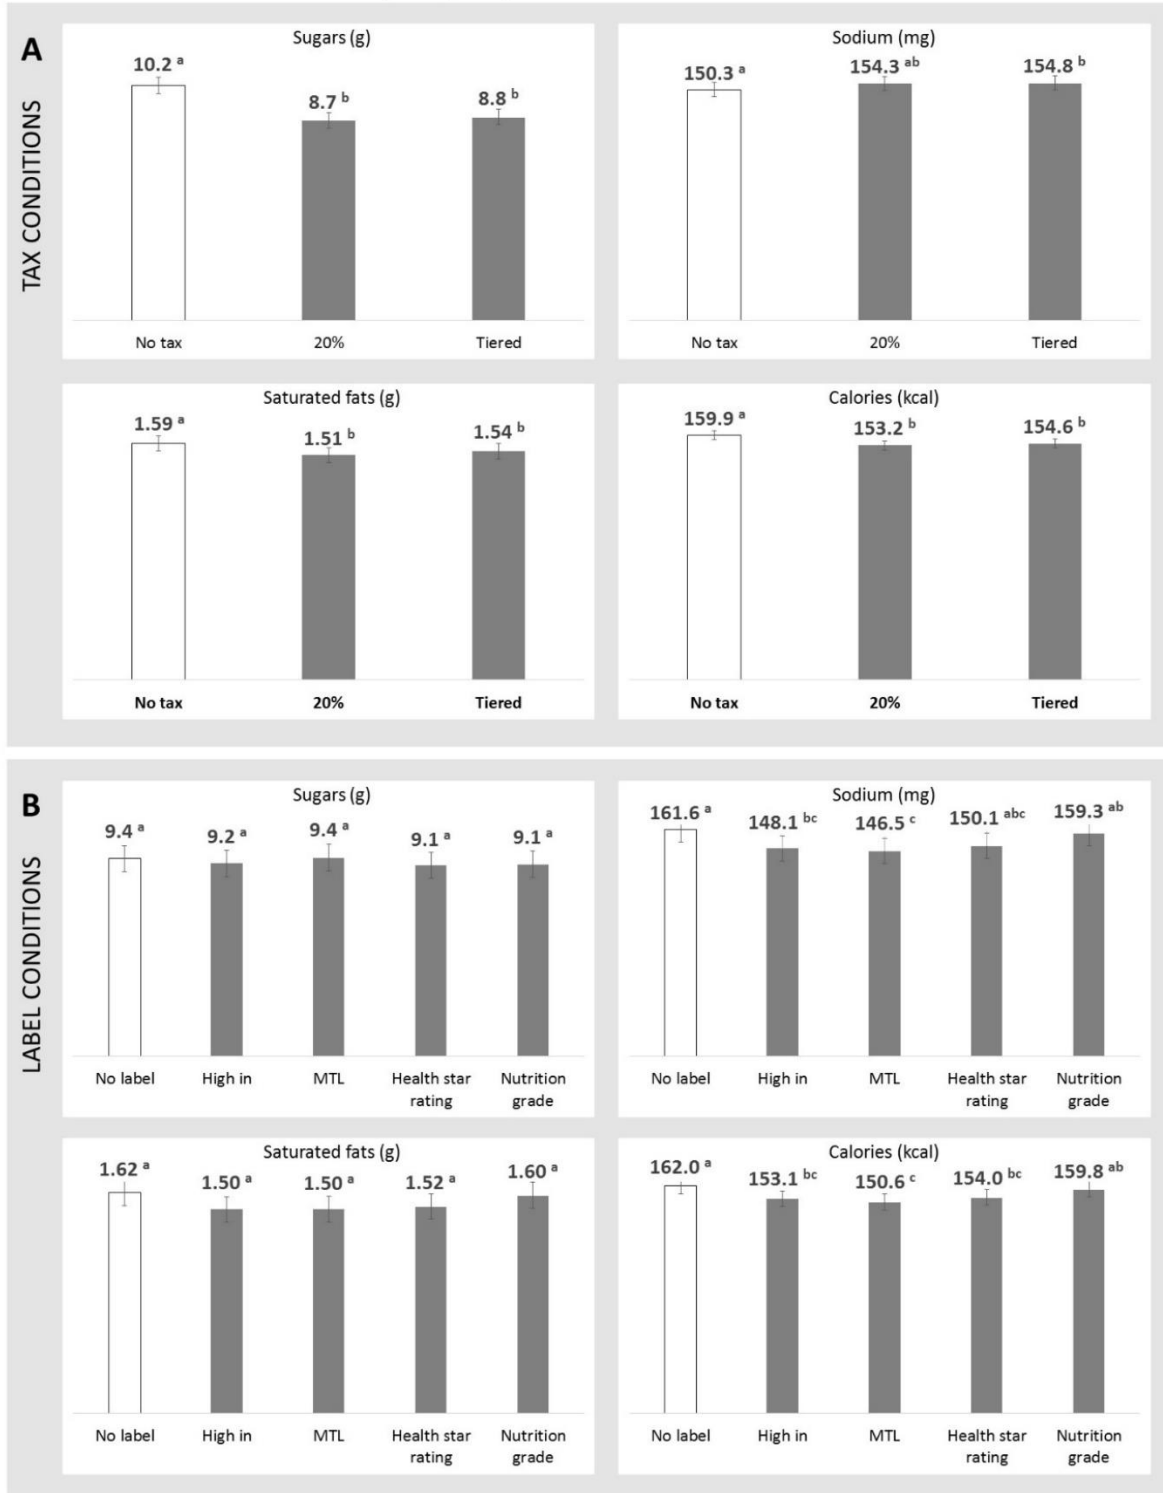 A
TAX CONDITIONS
Sugars (g)
10.2 a
8.7 b
8.8 b
No tax
20%
Tiered
Sodium (mg)
150.3 a
154.3 ab
154.8 b
No tax
20%
Tiered
Saturated fats (g)
1.59 a
1.51 b
1.54 b
No tax
20%
Tiered
Calories (kcal)
159.9 a
153.2 b
154.6 b
No tax
20%
Tiered
B
LABEL CONDITIONS
Sugars (g)
9.4 a
9.2 a
9.4 a
9.1 a
9.1 a
No label
High in
MTL
Health star
rating
Nutrition
grade
Sodium (mg)
161.6 a
148.1 bc
146.5 c
150.1 abc
159.3 ab
No label
High in
MTL
Health star
rating
Nutrition
grade
Saturated fats (g)
1.62 a
1.50 a
1.50 a
1.52 a
1.60 a
No label
High in
MTL
Health star
rating
Nutrition
grade
Calories (kcal)
162.0 a
153.1 bc
150.6 c
154.0 bc
159.8 ab
No label
High in
MTL
Health star
rating
Nutrition
grade